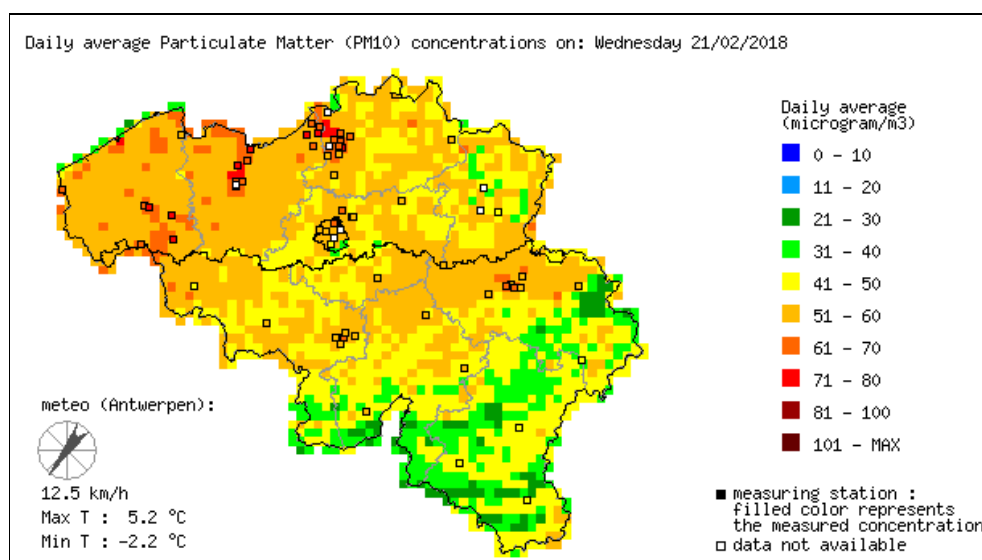 Daily average Particulate Matter (PM10) concentrations on: Wednesday 21/02/2018
Daily average
(microgram/m3)
0 - 10
11 - 20
21 - 30
31 - 40
41 - 50
51 - 60
61 - 70
71 - 80
81 - 100
101 - MAX
meteo (Antwerpen):
12.5 km/h
Max T : 5.2 °C
Min T : -2.2 °C
measuring station :
filled color represents
the measured concentration
data not available